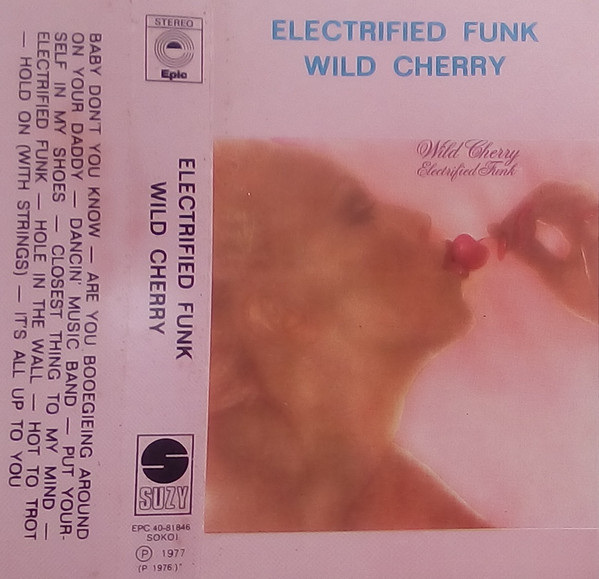 BABY DON'T YOU KNOW — ARE YOU BOOEGIEING AROUND
ON YOUR DADDY — DANCIN' MUSIC BAND — PUT YOUR-
SELF IN MY SHOES — CLOSEST THING TO MY MIND —
ELECTRIFIED FUNK — HOLE IN THE WALL — HOT TO TROT
— HOLD ON (WITH STRINGS) — IT'S ALL UP TO YOU
STEREO
Epic
ELECTRIFIED FUNK
WILD CHERRY
SUZY
EPC 40-81846
SOKOJ
Ⓟ 1977
(P 1976.)
ELECTRIFIED FUNK
WILD CHERRY
Wild Cherry
Electrified Funk